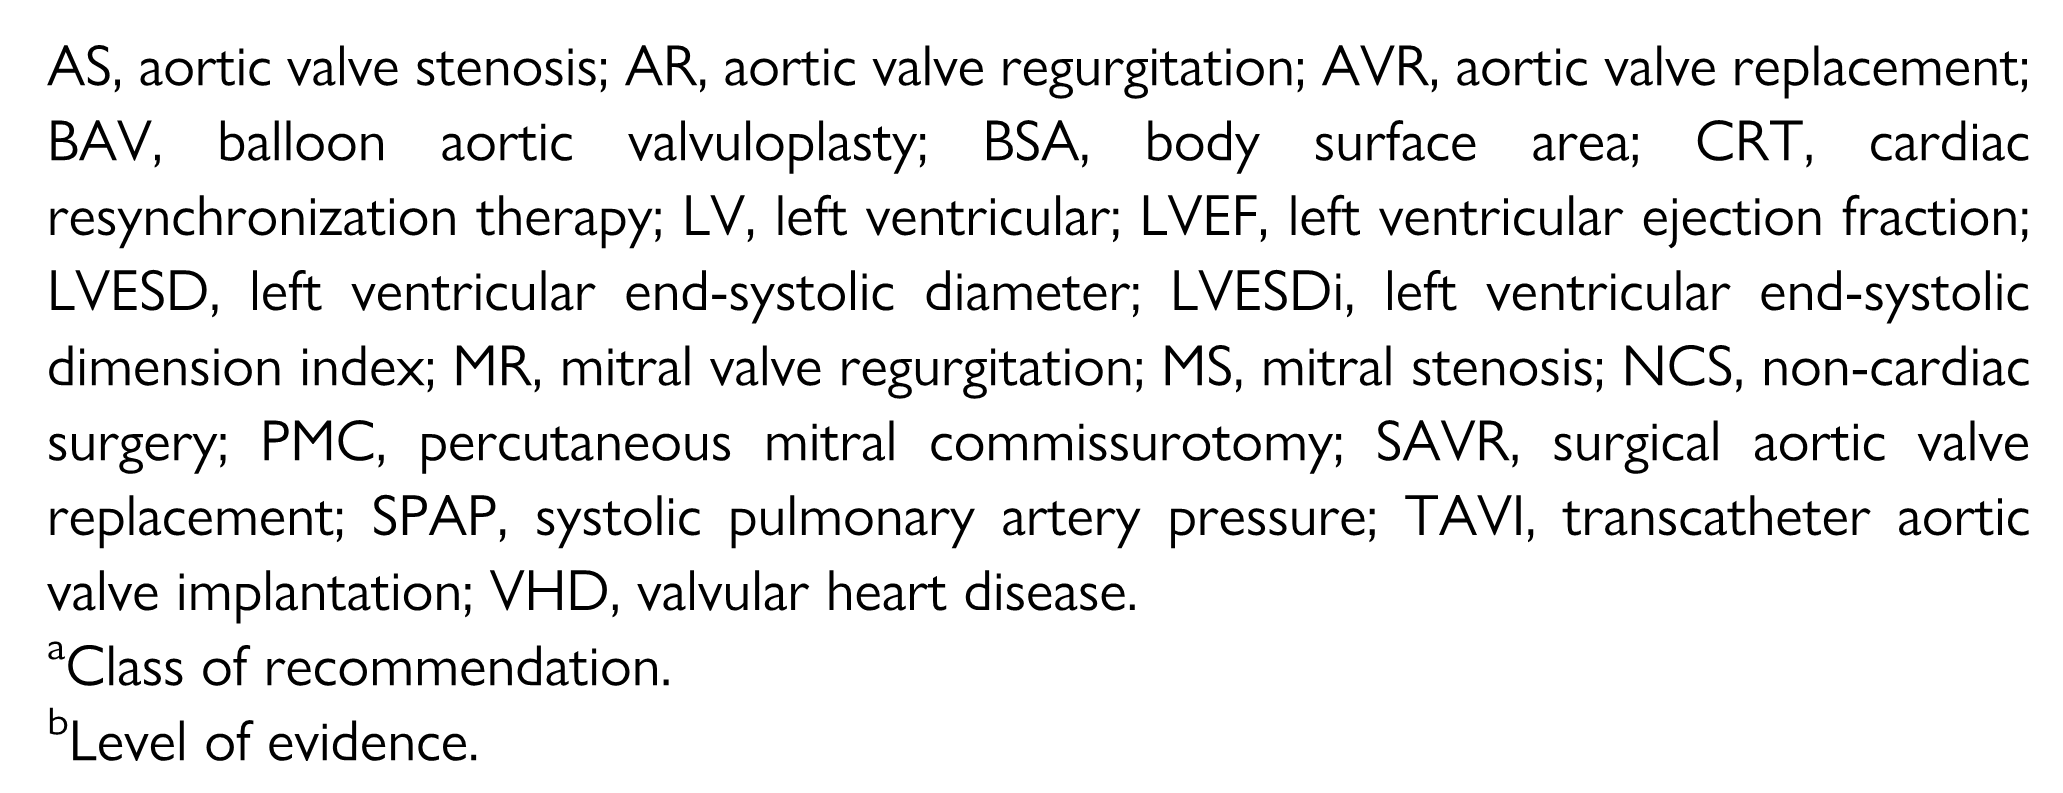 AS, aortic valve stenosis; AR, aortic valve regurgitation; AVR, aortic valve replacement;
BAV, balloon aortic valvuloplasty; BSA, body surface area; CRT, cardiac
resynchronization therapy; LV, left ventricular; LVEF, left ventricular ejection fraction;
LVESD, left ventricular end-systolic diameter; LVESDi, left ventricular end-systolic
dimension index; MR, mitral valve regurgitation; MS, mitral stenosis; NCS, non-cardiac
surgery; PMC, percutaneous mitral commissurotomy; SAVR, surgical aortic valve
replacement; SPAP, systolic pulmonary artery pressure; TAVI, transcatheter aortic
valve implantation; VHD, valvular heart disease.
aClass of recommendation.
bLevel of evidence.